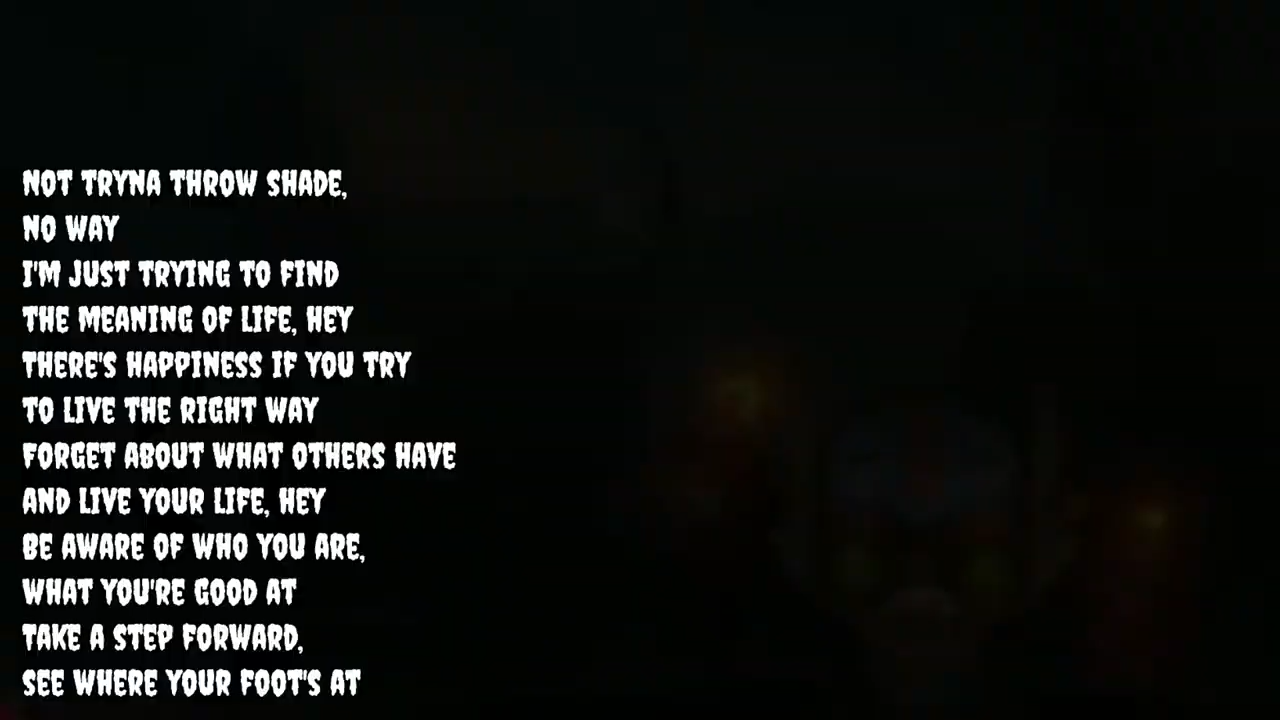 NOT TRYNA THROW SHADE,
NO WAY
I'M JUST TRYING TO FIND
THE MEANING OF LIFE, HEY
THERE'S HAPPINESS IF YOU TRY
TO LIVE THE RIGHT WAY
FORGET ABOUT WHAT OTHERS HAVE
AND LIVE YOUR LIFE, HEY
BE AWARE OF WHO YOU ARE,
WHAT YOU'RE GOOD AT
TAKE A STEP FORWARD,
SEE WHERE YOUR FOOT'S AT